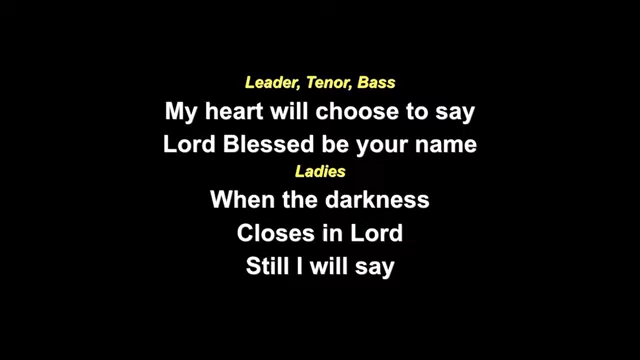 Leader, Tenor, Bass
My heart will choose to say
Lord Blessed be your name
Ladies
When the darkness
Closes in Lord
Still I will say